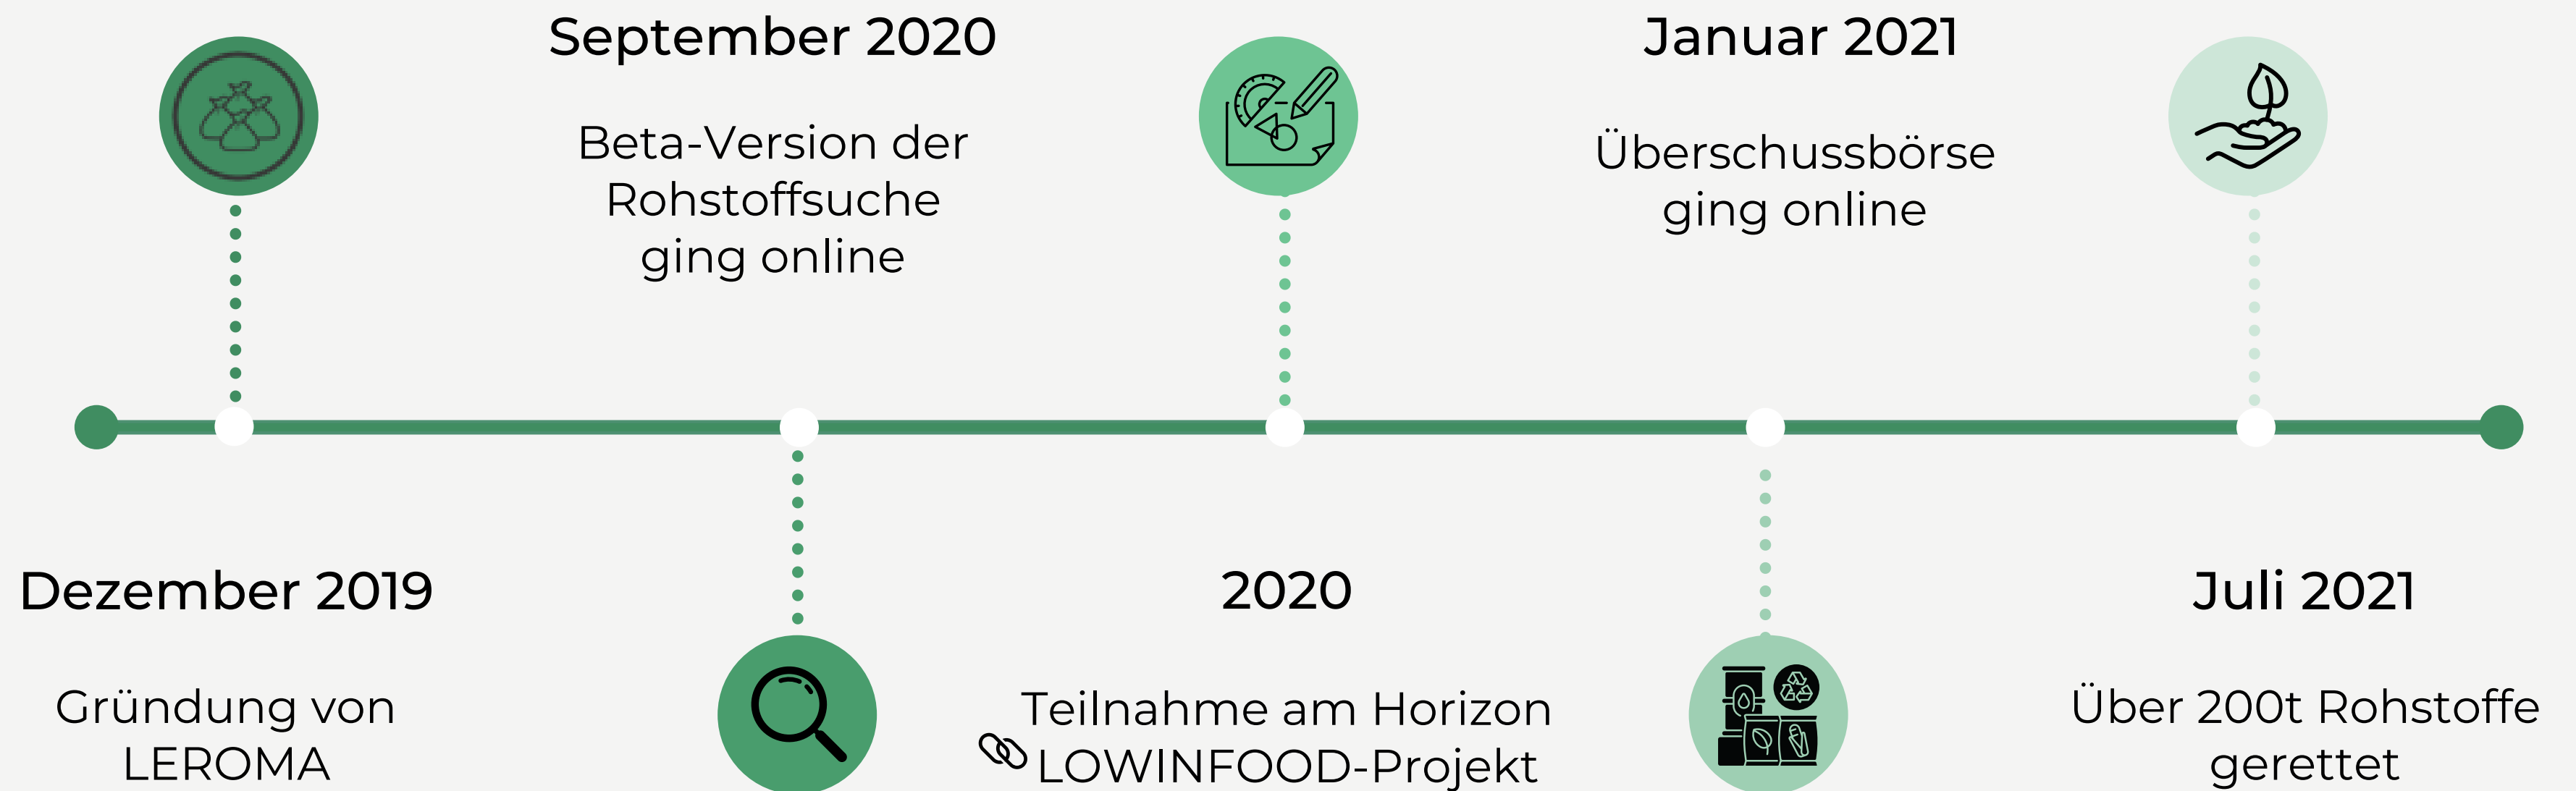 Dezember 2019
Gründung von
LEROMA
September 2020
Beta-Version der
Rohstoffsuche
ging online
2020
Teilnahme am Horizon
LOWINFOOD-Projekt
Januar 2021
Überschussbörse
ging online
Juli 2021
Über 200t Rohstoffe
gerettet